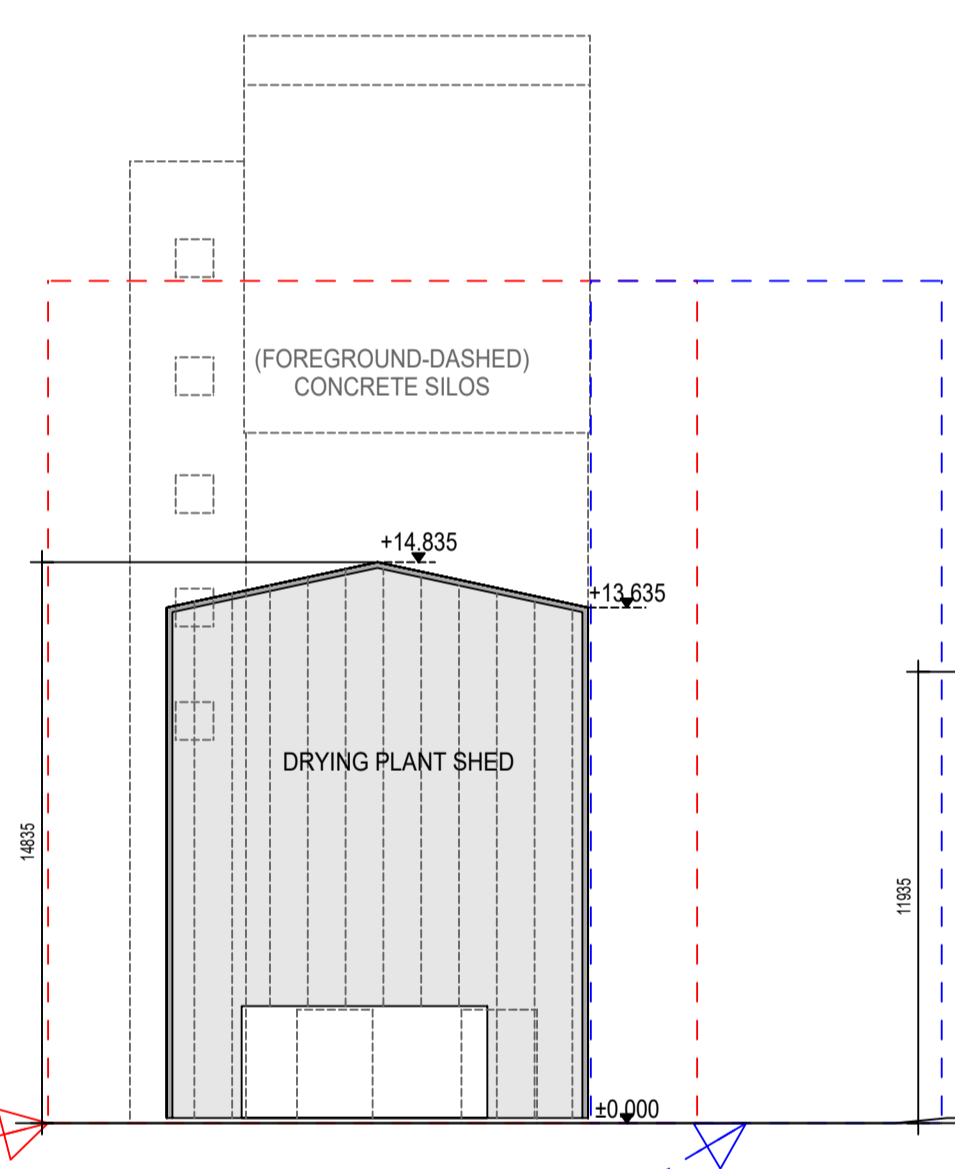 (FOREGROUND-DASHED)
CONCRETE SILOS
+14.835
+13.635
DRYING PLANT SHED
14835
11935
±0.000